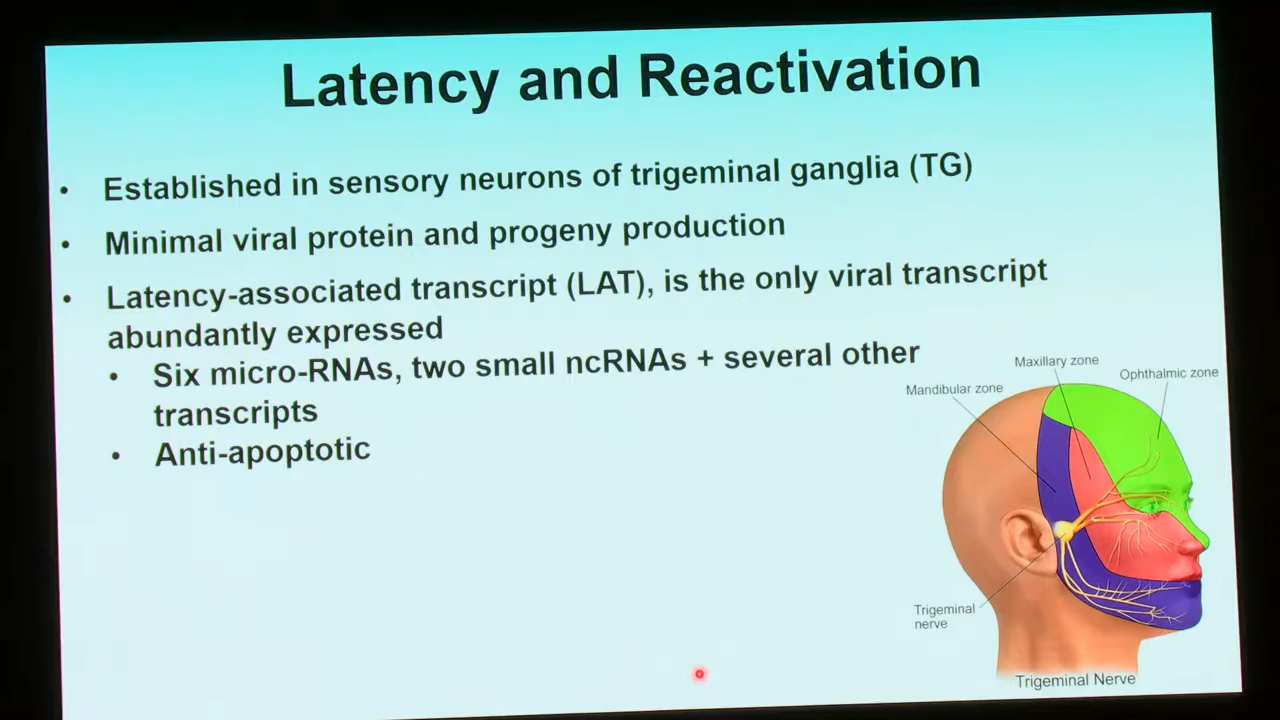 Latency and Reactivation
• Established in sensory neurons of trigeminal ganglia (TG)
• Minimal viral protein and progeny production
• Latency-associated transcript (LAT), is the only viral transcript
abundantly expressed
• Six micro-RNAs, two small ncRNAs + several other
transcripts
• Anti-apoptotic
Maxillary zone
Ophthalmic zone
Mandibular zone
Trigeminal
nerve
Trigeminal Nerve